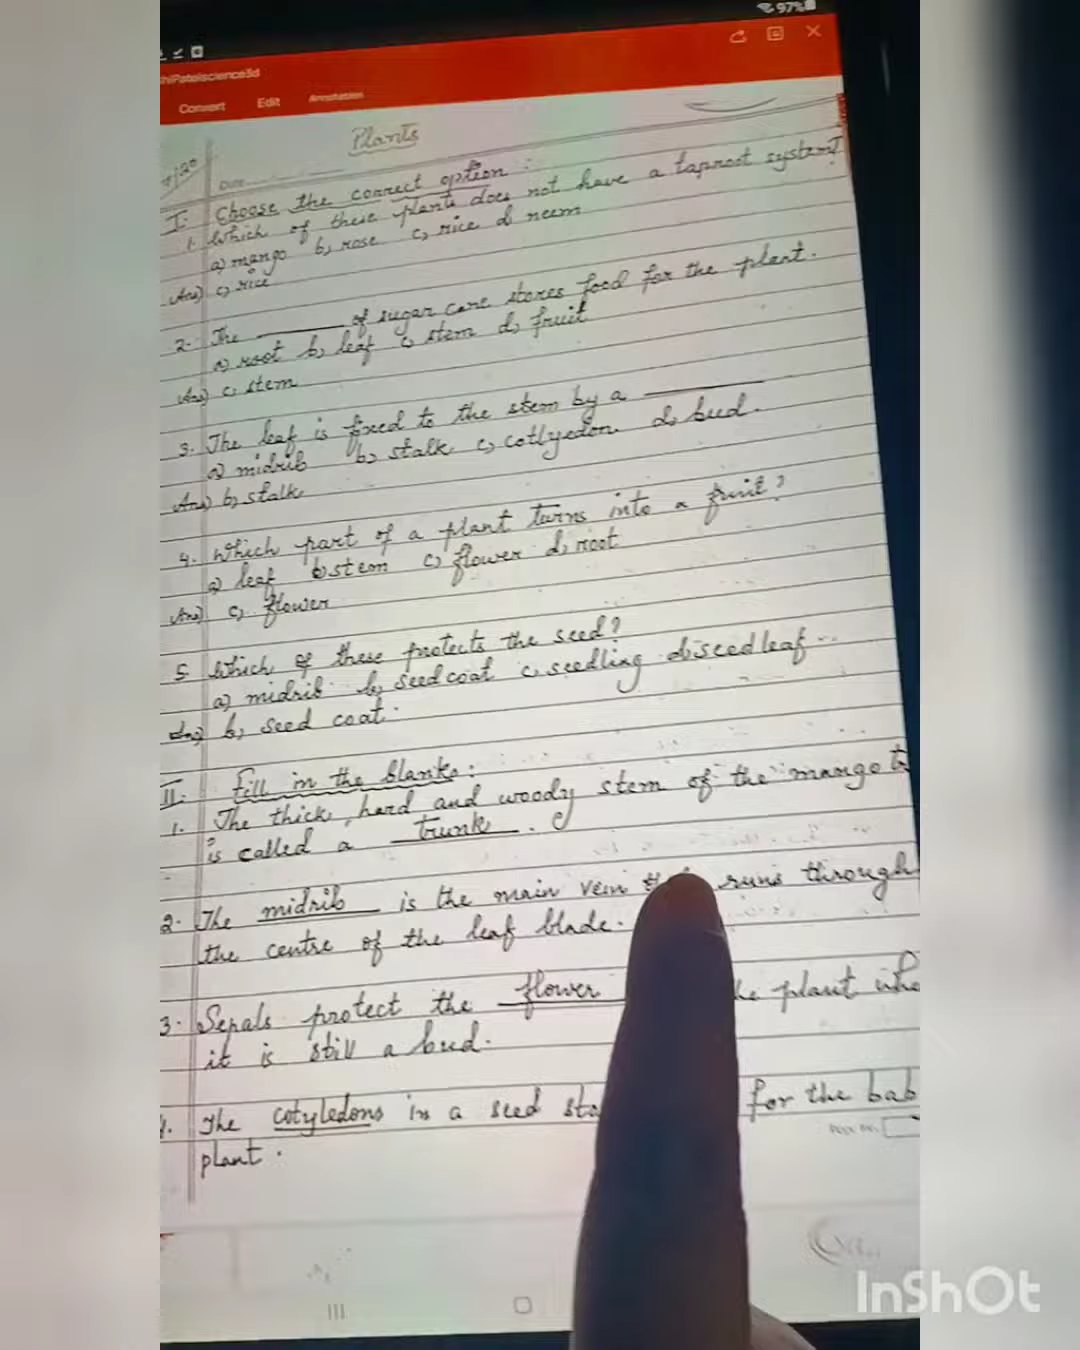 97%
Convert Edit Annotation
Plants
Date
I. Choose the correct option :
1. Which of these plants does not have a taproot system?
a) mango b) rose c) rice d) neem
Ans) c) rice
2. The ______ of sugar cane stores food for the plant.
a) root b) leaf c) stem d) fruit
Ans) c) stem
3. The leaf is fixed to the stem by a ______
a) midrib b) stalk c) cotlyedon d) bud.
Ans) b) stalk
4. Which part of a plant turns into a fruit?
a) leaf b) stem c) flower d) root
Ans) c) flower
5. Which of these protects the seed?
a) midrib b) seed coat c) seedling d) seed leaf
Ans) b) seed coat.
II. Fill in the blanks :
1. The thick, hard and woody stem of the mango
is called a trunk.
2. The midrib is the main vein runs through
the centre of the leaf blade.
3. Sepals protect the flower plant
it is still a bud.
4. The cotyledons in a seed for the
plant.
InShOt